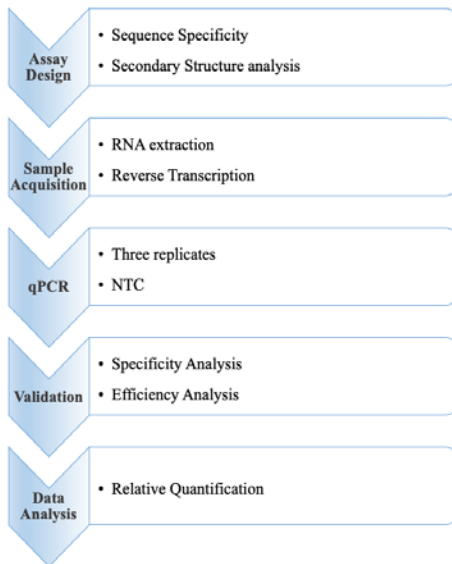 Assay
Design
• Sequence Specificity
• Secondary Structure analysis
Sample
Acquisition
• RNA extraction
• Reverse Transcription
qPCR
• Three replicates
• NTC
Validation
• Specificity Analysis
• Efficiency Analysis
Data
Analysis
• Relative Quantification